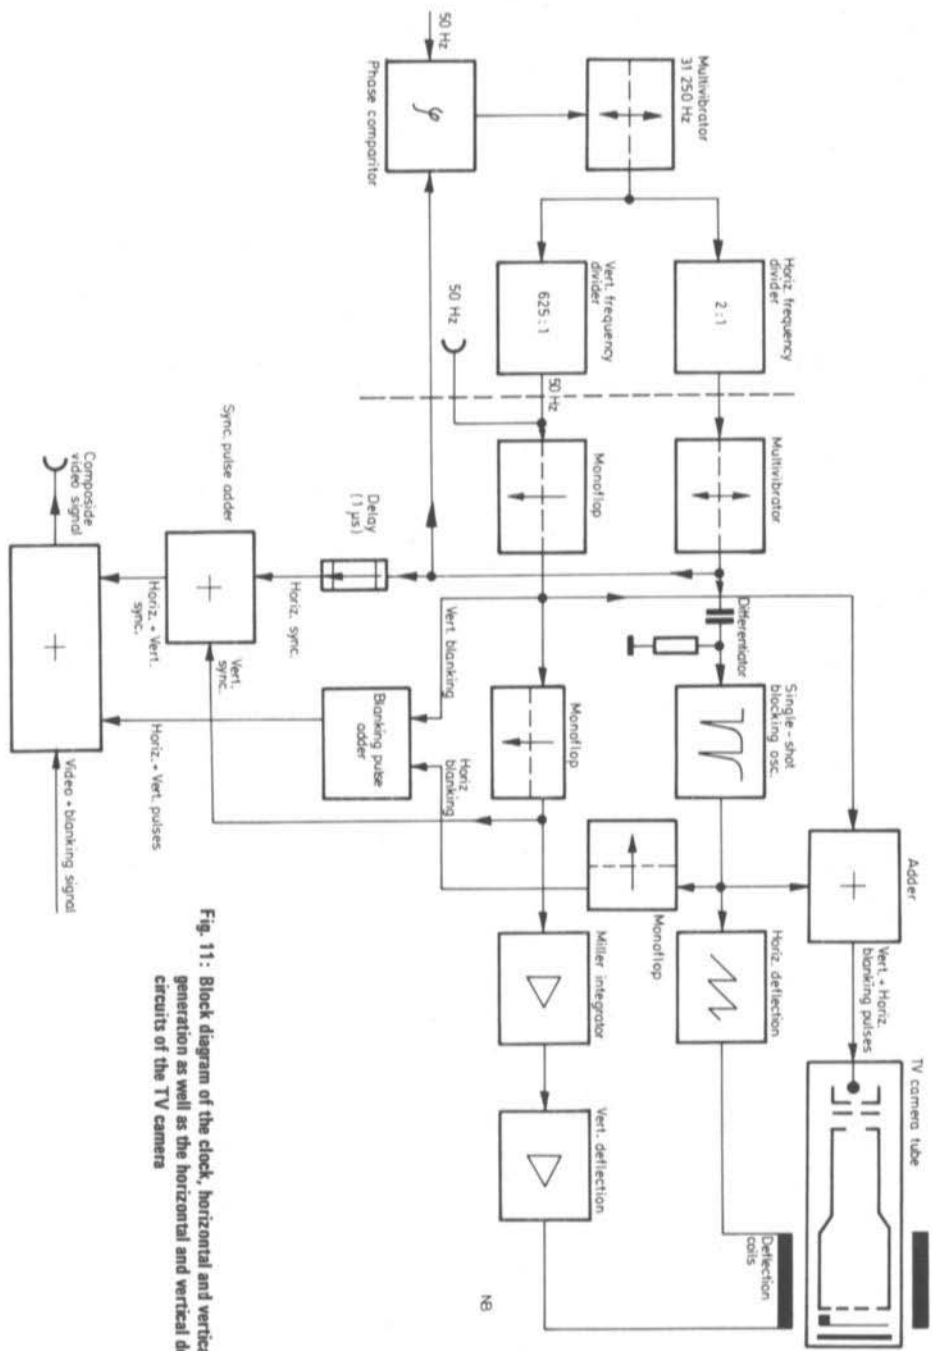 50 Hz
Phase comparitor
φ
Multivibrator
31 250 Hz
Horiz. frequency
divider
2 : 1
Vert. frequency
divider
625 : 1
50 Hz
50 Hz
Multivibrator
Monoflop
Delay
(1 µs)
Sync. pulse adder
+
Horiz. sync.
Vert.
sync.
Horiz. + Vert.
sync.
Composide
video signal
+
Video + blanking signal
Horiz. + Vert. pulses
Blanking pulse
adder
Vert. blanking
Horiz
blanking
Differentiator
Single - shot
blocking osc.
Monoflop
Monoflop
Adder
+
Vert. + Horiz.
blanking pulses
TV camera tube
Horiz. deflection
Miller integrator
Vert. deflection
Deflection
coils
NB
Fig. 11: Block diagram of the clock, horizontal and vertica
generation as well as the horizontal and vertical d
circuits of the TV camera